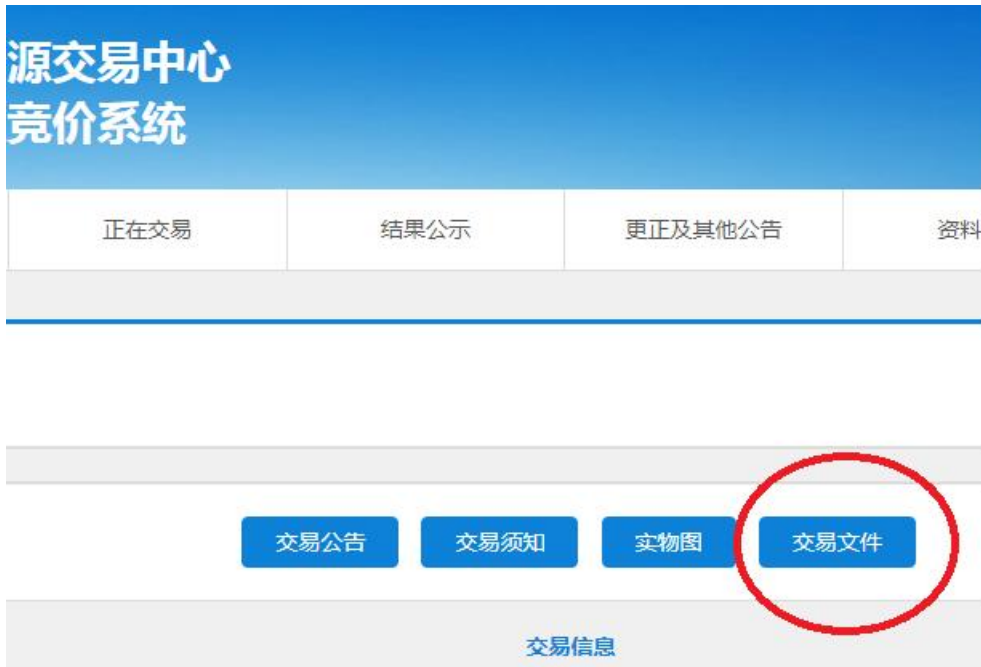 源交易中心
竞价系统
正在交易 结果公示 更正及其他公告 资料
交易公告 交易须知 实物图 交易文件
交易信息